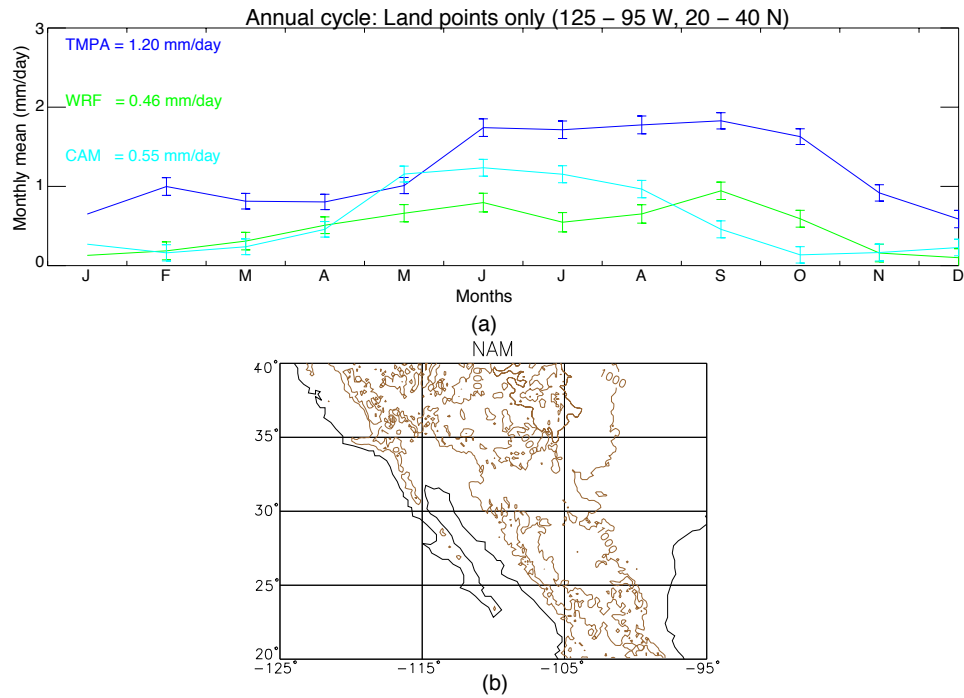 Annual cycle: Land points only (125 – 95 W, 20 – 40 N)
Monthly mean (mm/day)
3
2
1
0
TMPA = 1.20 mm/day
WRF = 0.46 mm/day
CAM = 0.55 mm/day
J F M A M J J A S O N D
Months
(a)
NAM
40°
35°
30°
25°
20°
1000
1000
1000
−125° −115° −105° −95°
(b)